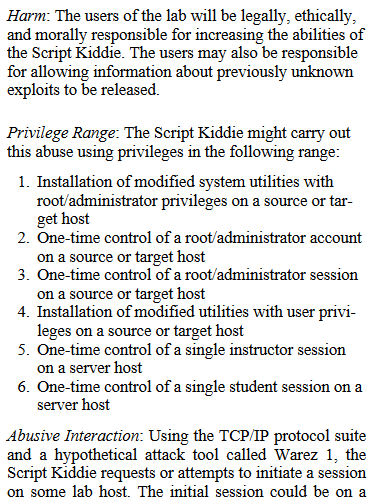 Harm: The users of the lab will be legally, ethically,
and morally responsible for increasing the abilities of
the Script Kiddie. The users may also be responsible
for allowing information about previously unknown
exploits to be released.
Privilege Range: The Script Kiddie might carry out
this abuse using privileges in the following range:
1. Installation of modified system utilities with
root/administrator privileges on a source or tar-
get host
2. One-time control of a root/administrator account
on a source or target host
3. One-time control of a root/administrator session
on a source or target host
4. Installation of modified utilities with user privi-
leges on a source or target host
5. One-time control of a single instructor session
on a server host
6. One-time control of a single student session on a
server host
Abusive Interaction: Using the TCP/IP protocol suite
and a hypothetical attack tool called Warez 1, the
Script Kiddie requests or attempts to initiate a session
on some lab host. The initial session could be on a